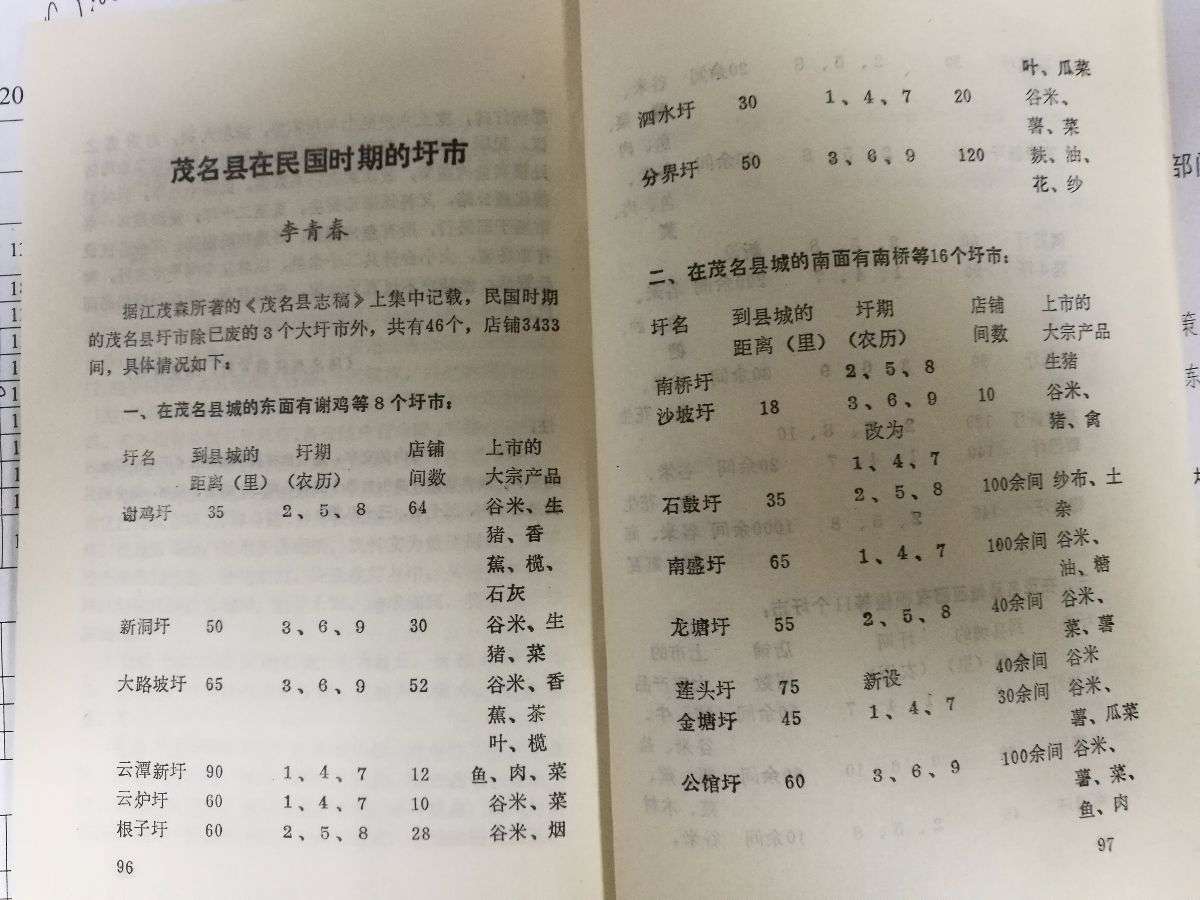 茂名县在民国时期的圩市
李青春
据江茂森所著的《茂名县志稿》上集中记载，民国时期
的茂名县圩市除已废的3个大圩市外，共有46个，店铺3433
间，具体情况如下：
一、在茂名县城的东面有谢鸡等8个圩市：
圩名 到县城的 圩期 店铺 上市的
距离（里） （农历） 间数 大宗产品
谢鸡圩 35 2、5、8 64 谷米、生
猪、香
蕉、榄、
石灰
新洞圩 50 3、6、9 30 谷米、生
猪、菜
大路坡圩 65 3、6、9 52 谷米、香
蕉、茶
叶、榄
云潭新圩 90 1、4、7 12 鱼、肉、菜
云炉圩 60 1、4、7 10 谷米、菜
根子圩 60 2、5、8 28 谷米、烟
96
叶、瓜菜
泗水圩 30 1、4、7 20 谷米、
薯、菜
分界圩 50 3、6、9 120 麸、油、
花、纱
二、在茂名县城的南面有南桥等16个圩市：
圩名 到县城的 圩期 店铺 上市的
距离（里） （农历） 间数 大宗产品
南桥圩 2、5、8 生猪
沙坡圩 18 3、6、9 10 谷米、
改为 猪、禽
1、4、7
石鼓圩 35 2、5、8 100余间 纱布、土
杂
南盛圩 65 1、4、7 100余间 谷米、
油、糖
龙塘圩 55 2、5、8 40余间 谷米、
菜、薯
莲头圩 75 新设 40余间 谷米
金塘圩 45 1、4、7 30余间 谷米、
薯、瓜菜
公馆圩 60 3、6、9 100余间 谷米、
薯、菜、
鱼、肉
97